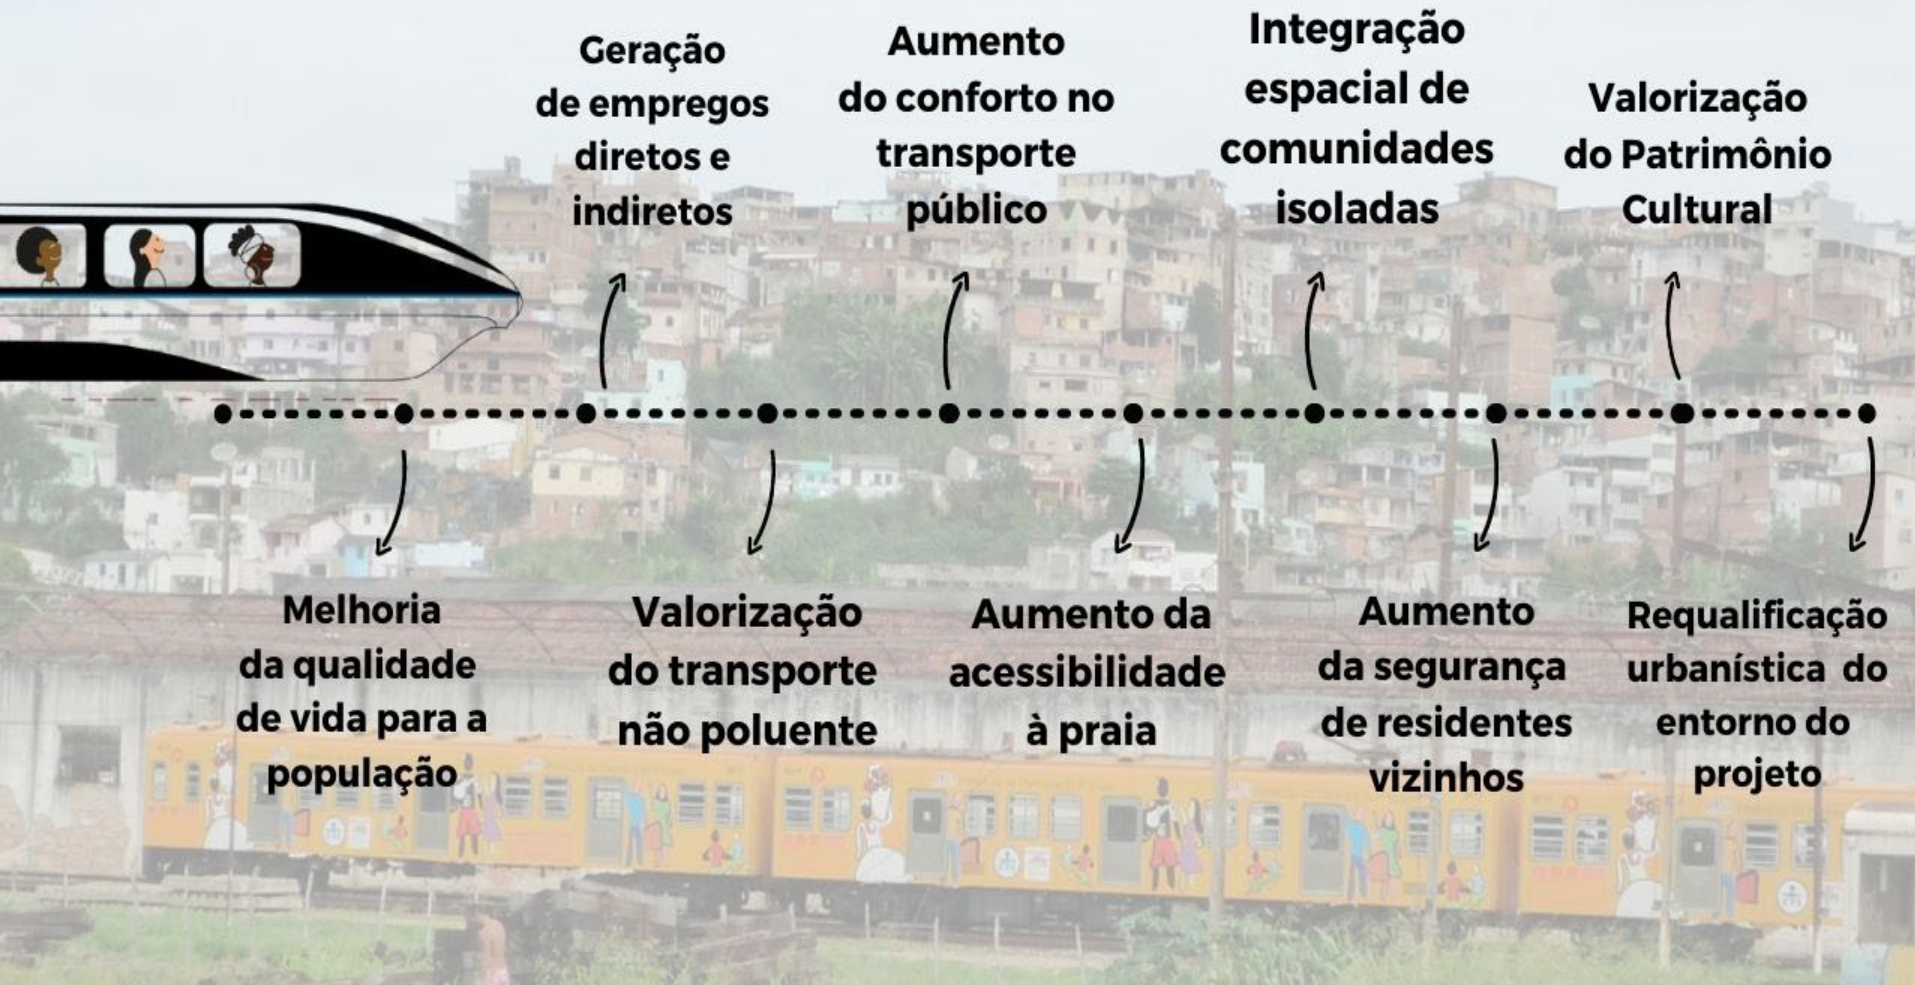 Geração
de empregos
diretos e
indiretos
Aumento
do conforto no
transporte
público
Integração
espacial de
comunidades
isoladas
Valorização
do Patrimônio
Cultural
Melhoria
da qualidade
de vida para a
população
Valorização
do transporte
não poluente
Aumento da
acessibilidade
à praia
Aumento
da segurança
de residentes
vizinhos
Requalificação
urbanística do
entorno do
projeto